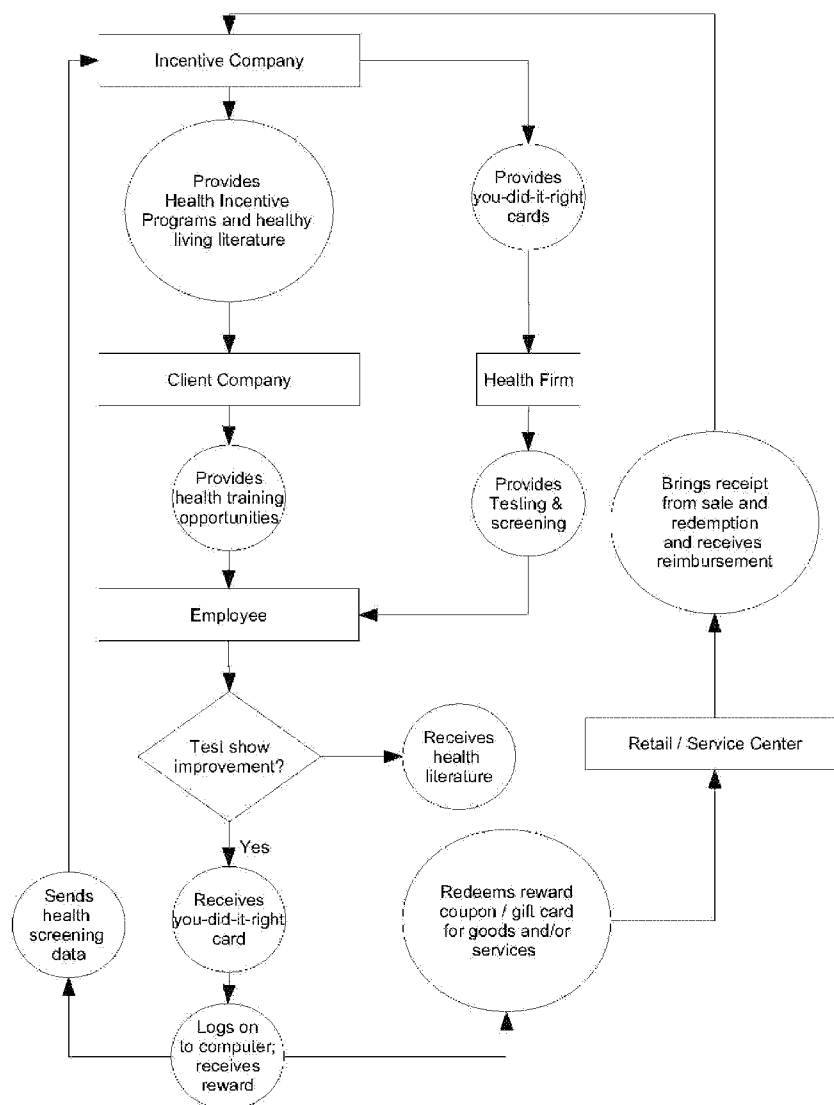 Incentive Company
Provides
Health Incentive
Programs and healthy
living literature
Provides
you-did-it-right
cards
Client Company
Health Firm
Provides
health training
opportunities
Provides
Testing &
screening
Brings receipt
from sale and
redemption
and receives
reimbursement
Employee
Test show
improvement?
Receives
health
literature
Retail / Service Center
Yes
Sends
health
screening
data
Receives
you-did-it-right
card
Redeems reward
coupon / gift card
for goods and/or
services
Logs on
to computer;
receives
reward